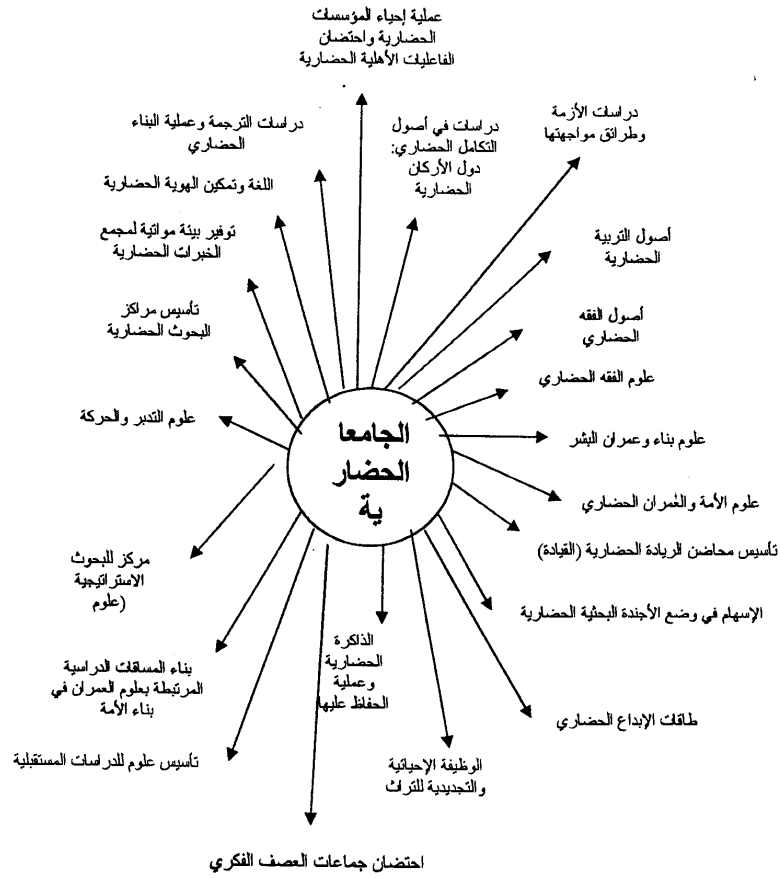 عملية إحياء المؤسسات
الحضارية واحتضان
الفاعليات الأهلية الحضارية
دراسات الأزمة
وطرائق مواجهتها
دراسات في أصول
التكامل الحضاري:
دول الأركان
الحضارية
دراسات الترجمة وعملية البناء
الحضاري
اللغة وتمكين الهوية الحضارية
توفير بيئة مواتية لمجمع
الخبرات الحضارية
أصول التربية
الحضارية
تأسيس مراكز
البحوث الحضارية
أصول الفقه
الحضاري
علوم الفقه الحضاري
علوم التدبر والحركة
الجامعا
الحضار
ية
علوم بناء وعمران البشر
علوم الأمة والعُمران الحضاري
تأسيس محاضن الريادة الحضارية (القيادة)
مركز للبحوث
الاستراتيجية
(علوم
الإسهام في وضع الأجندة البحثية الحضارية
الذاكرة
الحضارية
وعملية
الحفاظ عليها
بناء المساقات الدراسية
المرتبطة بعلوم العمران في
بناء الأمة
طاقات الإبداع الحضاري
تأسيس علوم للدراسات المستقبلية
الوظيفة الإحيائية
والتجديدية للتراث
احتضان جماعات العصف الفكري